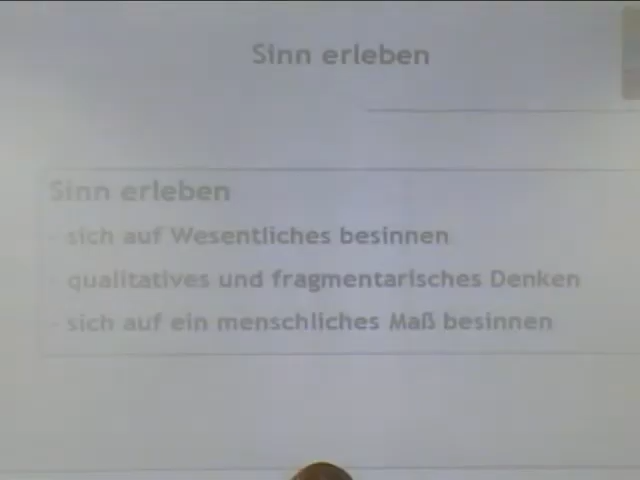 Sinn erleben
Sinn erleben
- sich auf Wesentliches besinnen
- qualitatives und fragmentarisches Denken
- sich auf ein menschliches Maß besinnen